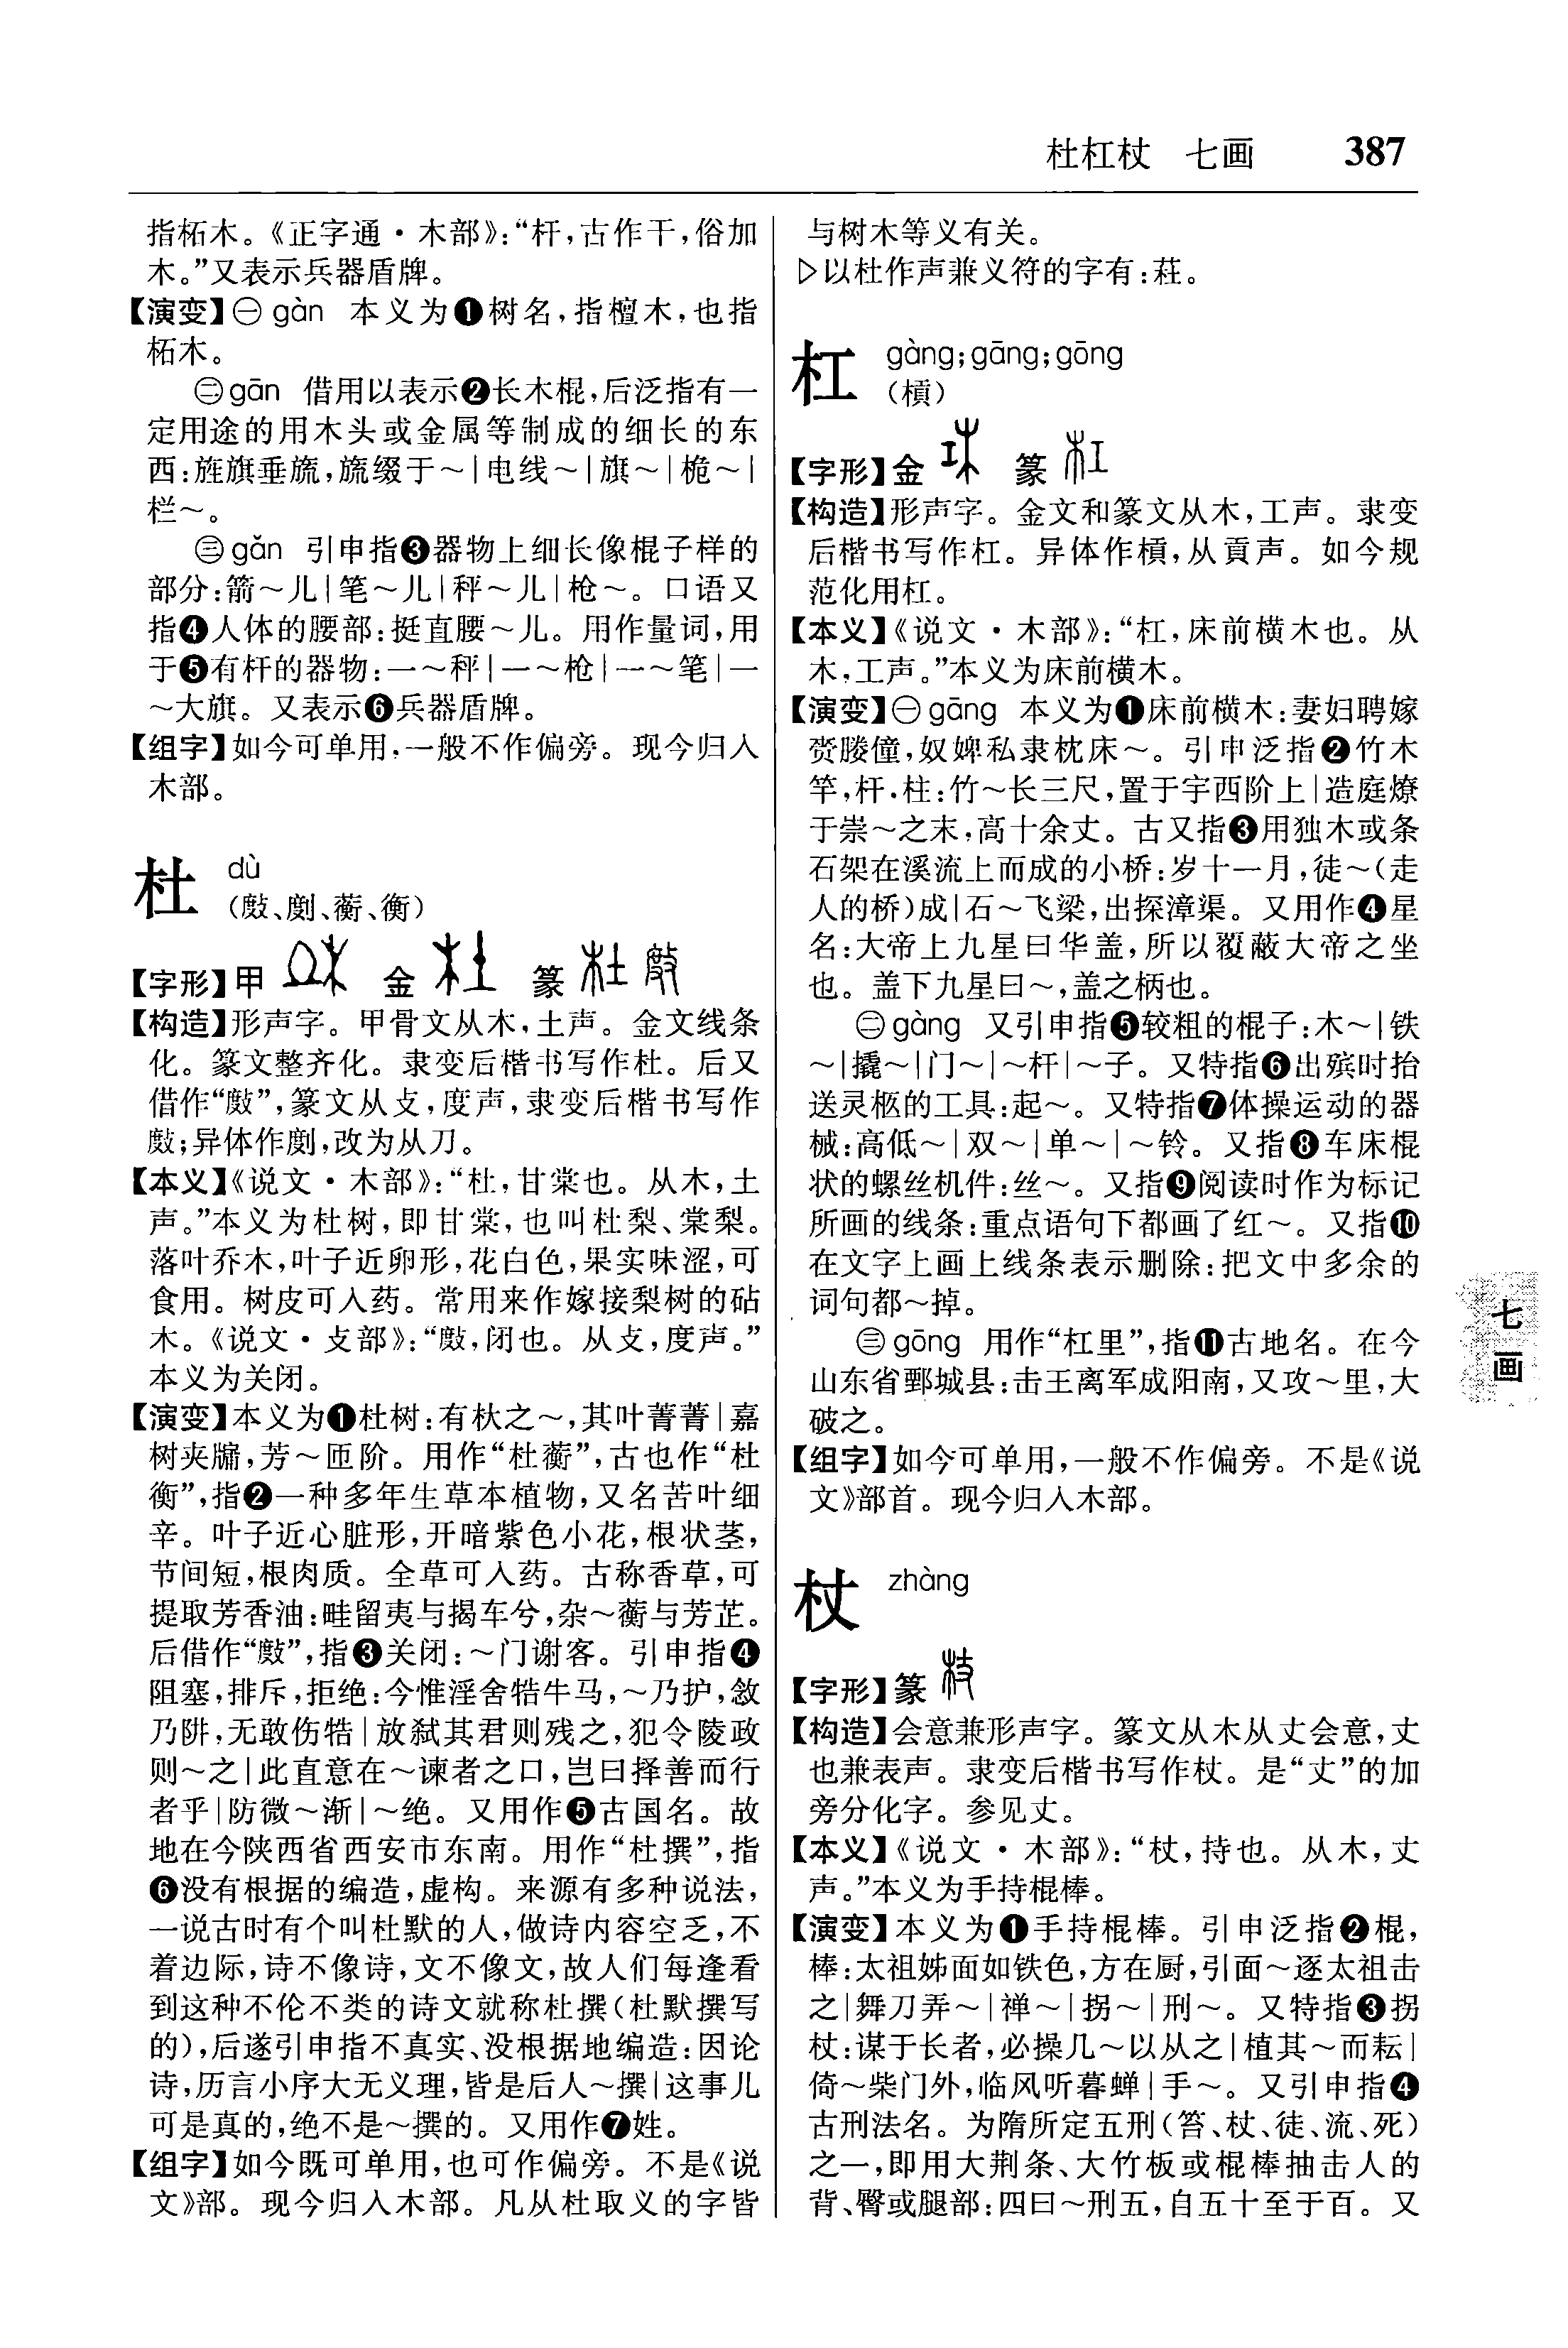 杜杠杖　七画　387
指柘木。《正字通·木部》：“杆，古作干，俗加
木。”又表示兵器盾牌。
【演变】㊀gàn　本义为❶树名，指檀木，也指
柘木。
㊁gān　借用以表示❷长木棍，后泛指有一
定用途的用木头或金属等制成的细长的东
西：旌旗垂旒，旒缀于～|电线～|旗～|桅～|
栏～。
㊂gǎn　引申指❸器物上细长像棍子样的
部分：箭～儿|笔～儿|秤～儿|枪～。口语又
指❹人体的腰部：挺直腰～儿。用作量词，用
于❺有杆的器物：一～秤|一～枪|一～笔|一
～大旗。又表示❻兵器盾牌。
【组字】如今可单用，一般不作偏旁。现今归入
木部。
杜　dù
（敷、剫、蘅、衡）
【字形】甲　金　篆
【构造】形声字。甲骨文从木，土声。金文线条
化。篆文整齐化。隶变后楷书写作杜。后又
借作“𢾖”，篆文从攴，度声，隶变后楷书写作
𢾖；异体作剫，改为从刀。
【本义】《说文·木部》：“杜，甘棠也。从木，土
声。”本义为杜树，即甘棠，也叫杜梨、棠梨。
落叶乔木，叶子近卵形，花白色，果实味涩，可
食用。树皮可入药。常用来作嫁接梨树的砧
木。《说文·攴部》：“𢾖，闭也。从攴，度声。”
本义为关闭。
【演变】本义为❶杜树：有杕之～，其叶菁菁|嘉
树夹牖，芳～匝阶。用作“杜蘅”，古也作“杜
衡”，指❷一种多年生草本植物，又名苦叶细
辛。叶子近心脏形，开暗紫色小花，根状茎，
节间短，根肉质。全草可入药。古称香草，可
提取芳香油：畦留夷与揭车兮，杂～蘅与芳芷。
后借作“𢾖”，指❸关闭：～门谢客。引申指❹
阻塞，排斥，拒绝：今惟淫舍牿牛马，～乃护，敜
乃阱，无敢伤牿|放弑其君则残之，犯令陵政
则～之|此直意在～谏者之口，岂曰择善而行
者乎|防微～渐|～绝。又用作❺古国名。故
地在今陕西省西安市东南。用作“杜撰”，指
❻没有根据的编造，虚构。来源有多种说法，
一说古时有个叫杜默的人，做诗内容空乏，不
着边际，诗不像诗，文不像文，故人们每逢看
到这种不伦不类的诗文就称杜撰（杜默撰写
的），后遂引申指不真实、没根据地编造：因论
诗，历言小序大无义理，皆是后人～撰|这事儿
可是真的，绝不是～撰的。又用作❼姓。
【组字】如今既可单用，也可作偏旁。不是《说
文》部。现今归入木部。凡从杜取义的字皆
与树木等义有关。
▷以杜作声兼义符的字有：荰。
杠　gàng；gāng；gōng
（槓）
【字形】金　篆
【构造】形声字。金文和篆文从木，工声。隶变
后楷书写作杠。异体作槓，从貢声。如今规
范化用杠。
【本义】《说文·木部》：“杠，床前横木也。从
木，工声。”本义为床前横木。
【演变】㊀gāng　本义为❶床前横木：妻妇聘嫁
赍媵僮，奴婢私隶枕床～。引申泛指❷竹木
竿，杆，柱：竹～长三尺，置于宇西阶上|造庭燎
于崇～之末，高十余丈。古又指❸用独木或条
石架在溪流上而成的小桥：岁十一月，徒～（走
人的桥）成|石～飞梁，出探漳渠。又用作❹星
名：大帝上九星曰华盖，所以覆蔽大帝之坐
也。盖下九星曰～，盖之柄也。
㊁gàng　又引申指❺较粗的棍子：木～|铁
～|撬～|门～|～杆|～子。又特指❻出殡时抬
送灵柩的工具：起～。又特指❼体操运动的器
械：高低～|双～|单～|～铃。又指❽车床棍
状的螺丝机件：丝～。又指❾阅读时作为标记
所画的线条：重点语句下都画了红～。又指❿
在文字上画上线条表示删除：把文中多余的
词句都～掉。
㊂gōng　用作“杠里”，指⓫古地名。在今
山东省鄄城县：击王离军成阳南，又攻～里，大
破之。
【组字】如今可单用，一般不作偏旁。不是《说
文》部首。现今归入木部。
杖　zhàng
【字形】篆
【构造】会意兼形声字。篆文从木从丈会意，丈
也兼表声。隶变后楷书写作杖。是“丈”的加
旁分化字。参见丈。
【本义】《说文·木部》：“杖，持也。从木，丈
声。”本义为手持棍棒。
【演变】本义为❶手持棍棒。引申泛指❷棍，
棒：太祖姊面如铁色，方在厨，引面～逐太祖击
之|舞刀弄～|禅～|拐～|刑～。又特指❸拐
杖：谋于长者，必操几～以从之|植其～而耘|
倚～柴门外，临风听暮蝉|手～。又引申指❹
古刑法名。为隋所定五刑（笞、杖、徒、流、死）
之一，即用大荆条、大竹板或棍棒抽击人的
背、臀或腿部：四曰～刑五，自五十至于百。又
七画